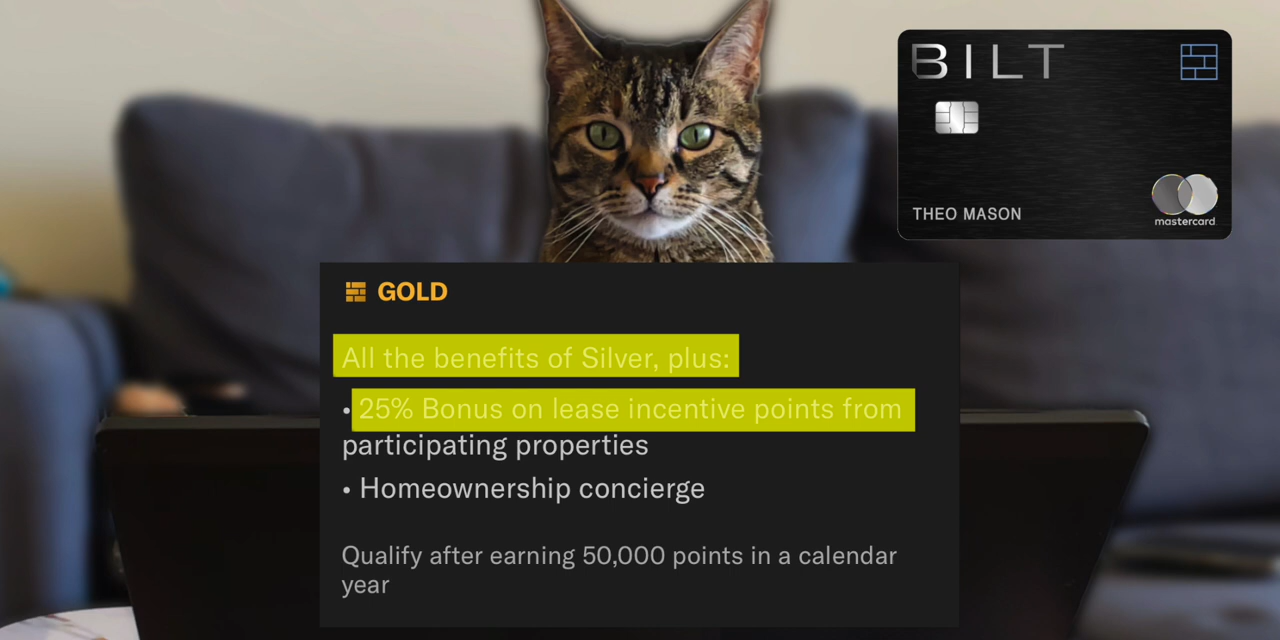 BILT
THEO MASON
mastercard
GOLD
All the benefits of Silver, plus:
• 25% Bonus on lease incentive points from
participating properties
• Homeownership concierge
Qualify after earning 50,000 points in a calendar
year